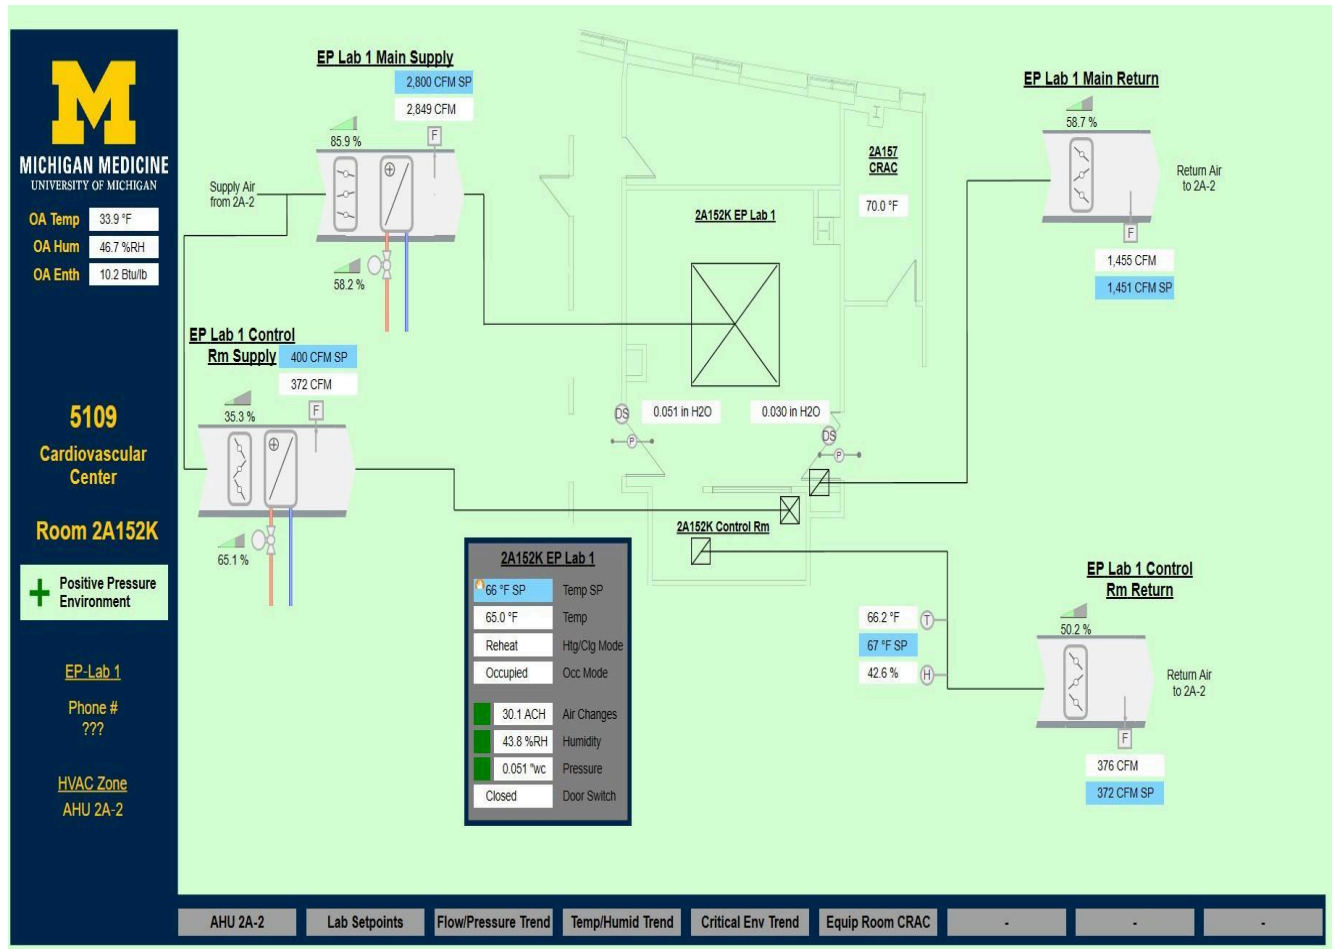 MICHIGAN MEDICINE
UNIVERSITY OF MICHIGAN
OA Temp 33.9 °F
OA Hum 46.7 %RH
OA Enth 10.2 Btu/lb
5109
Cardiovascular
Center
Room 2A152K
Positive Pressure
Environment
EP-Lab 1
Phone #
???
HVAC Zone
AHU 2A-2
EP Lab 1 Main Supply
2,800 CFM SP
2,849 CFM
F
85.9 %
Supply Air
from 2A-2
58.2 %
EP Lab 1 Control
Rm Supply
400 CFM SP
372 CFM
F
35.3 %
65.1 %
2A157
CRAC
70.0 °F
2A152K EP Lab 1
DS
0.051 in H2O
0.030 in H2O
P
DS
P
2A152K Control Rm
EP Lab 1 Main Return
58.7 %
Return Air
to 2A-2
F
1,455 CFM
1,451 CFM SP
2A152K EP Lab 1
66 °F SP Temp SP
65.0 °F Temp
Reheat Htg/Clg Mode
Occupied Occ Mode
30.1 ACH Air Changes
43.8 %RH Humidity
0.051 "wc Pressure
Closed Door Switch
66.2 °F T
67 °F SP
42.6 % H
EP Lab 1 Control
Rm Return
50.2 %
Return Air
to 2A-2
F
376 CFM
372 CFM SP
AHU 2A-2 Lab Setpoints Flow/Pressure Trend Temp/Humid Trend Critical Env Trend Equip Room CRAC - - -